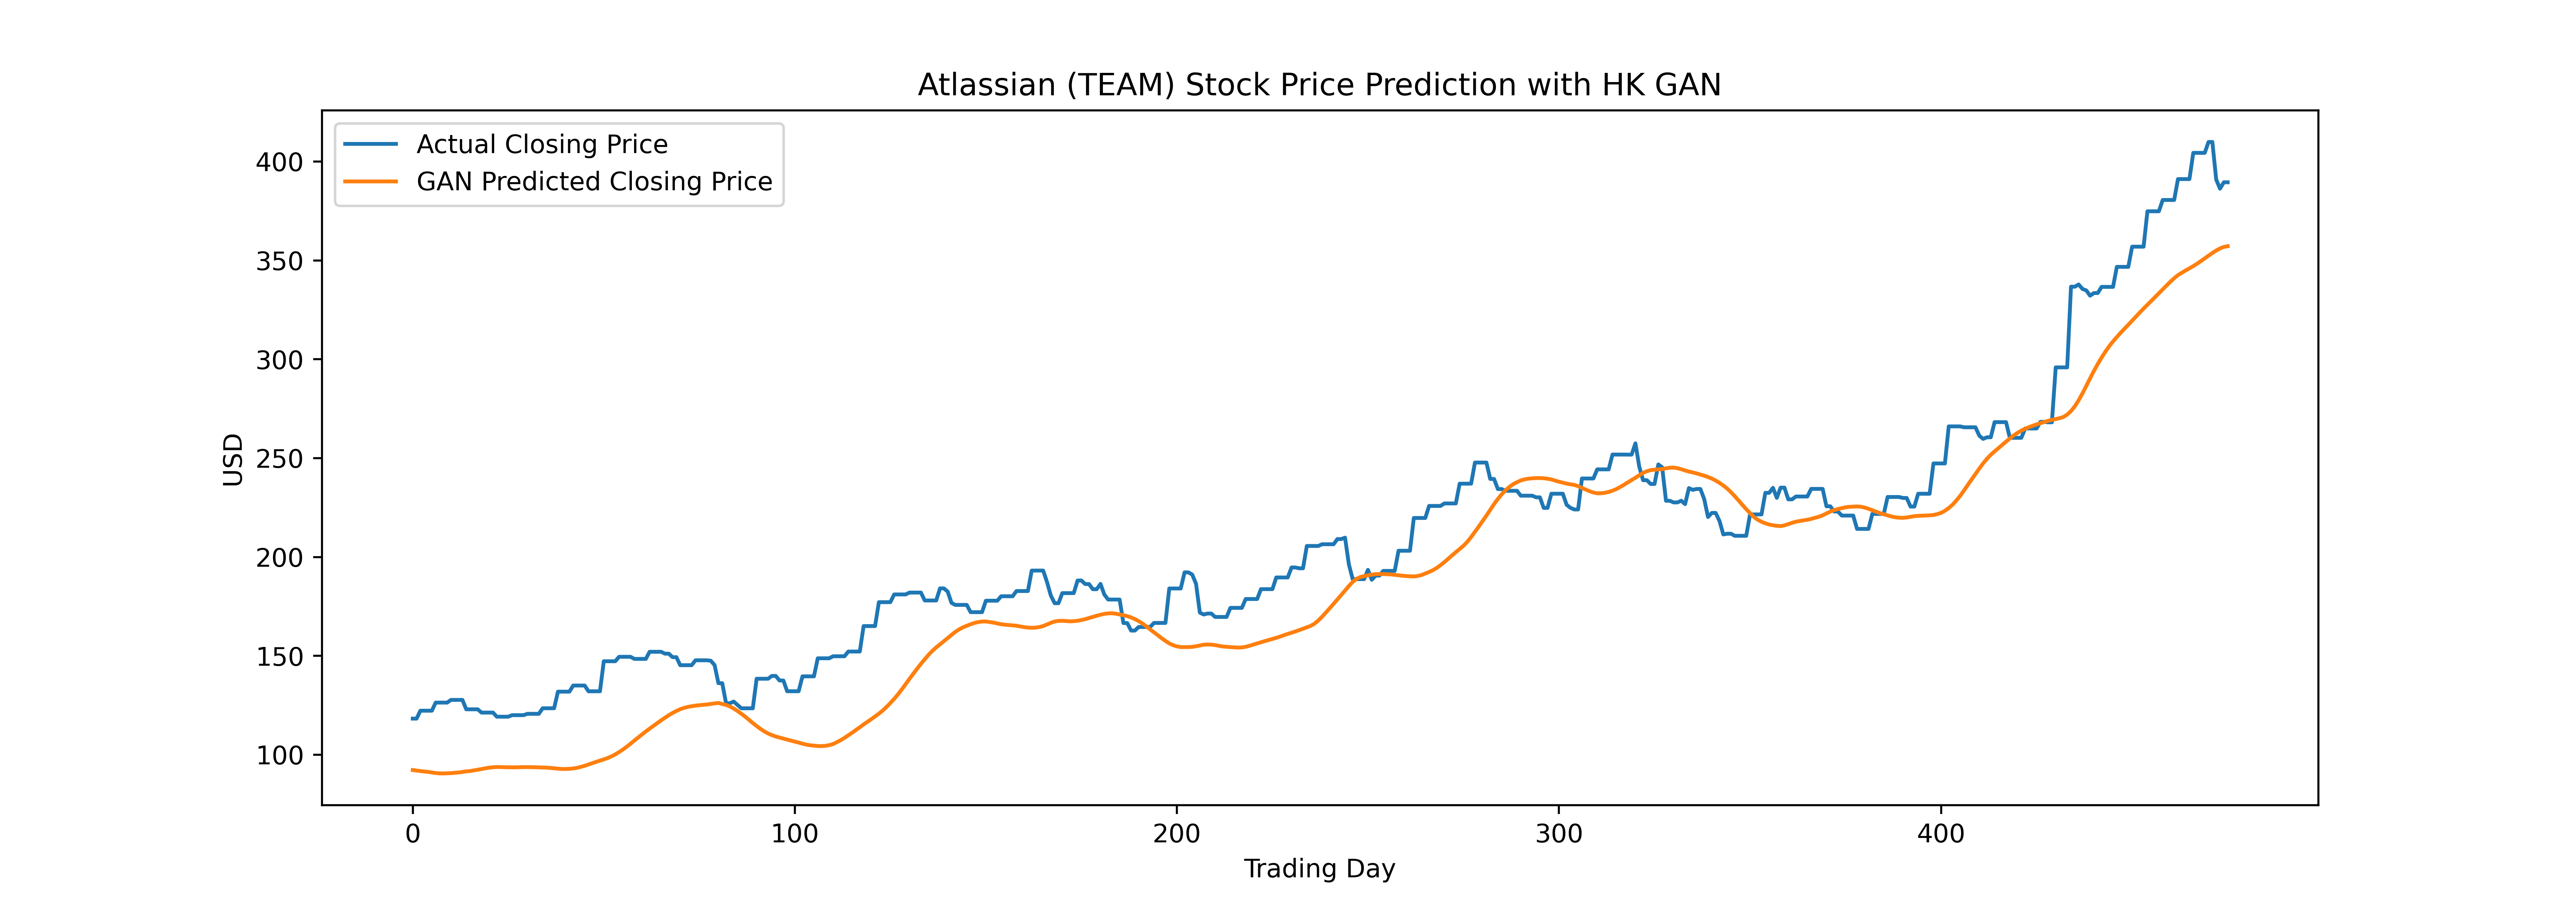 Atlassian (TEAM) Stock Price Prediction with HK GAN
Actual Closing Price
GAN Predicted Closing Price
400
350
300
250
200
150
100
USD
0 100 200 300 400
Trading Day